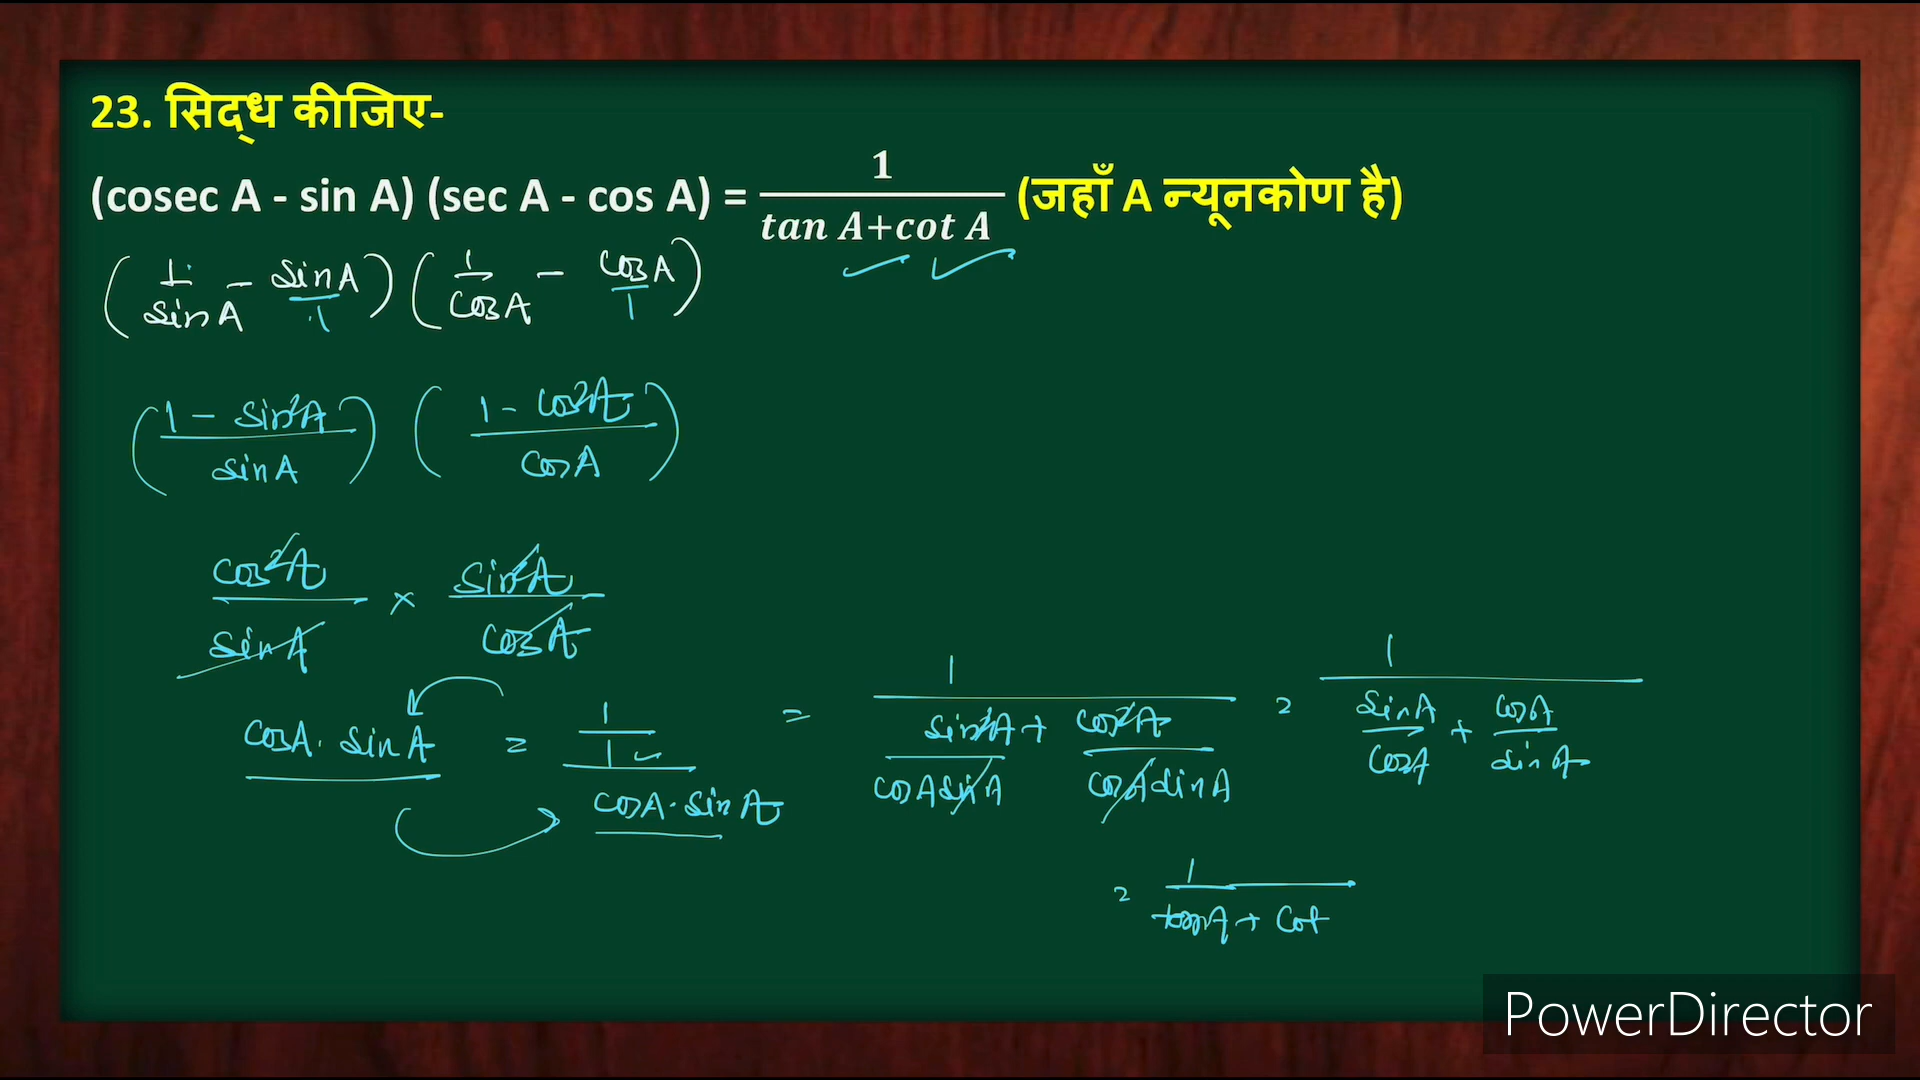 23. सिद्ध कीजिए-
(cosec A - sin A) (sec A - cos A) = 1/(tan A+cot A) (जहाँ A न्यूनकोण है)
(1/sin A - sin A/1) (1/cos A - cos A/1)
((1 - sin²A)/sin A) ((1 - cos²A)/cos A)
cos²A/sin A × sin²A/cos A
cos A · sin A = 1/(1/(cos A · sin A)) = 1/(sin²A/(cos A sin A) + cos²A/(cos A sin A)) = 1/(sin A/cos A + cos A/sin A)
= 1/(tan A + cot
PowerDirector